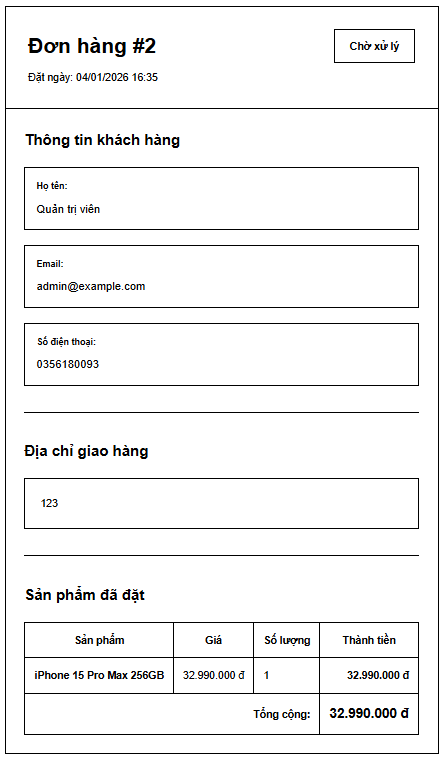 Đơn hàng #2
Chờ xử lý
Đặt ngày: 04/01/2026 16:35
Thông tin khách hàng
Họ tên:
Quản trị viên
Email:
admin@example.com
Số điện thoại:
0356180093
Địa chỉ giao hàng
123
Sản phẩm đã đặt
Sản phẩm Giá Số lượng Thành tiền
iPhone 15 Pro Max 256GB 32.990.000 đ 1 32.990.000 đ
Tổng cộng: 32.990.000 đ